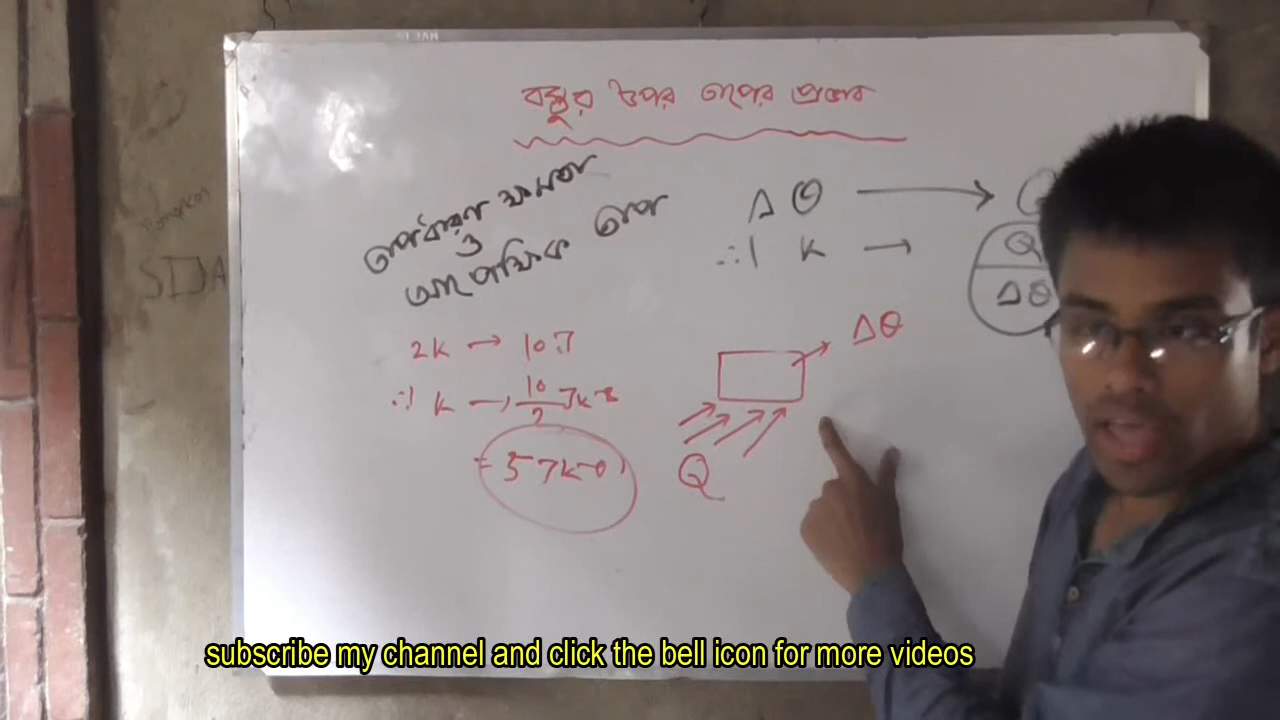 বস্তুর উপর তাপের প্রভাব
তাপধারণ ক্ষমতা
ও
আপেক্ষিক তাপ
Δθ → Q
∴ 1 K → Q/Δθ
2K → 10J
∴ 1 K → 10/2 JK⁻¹
= 5 JK⁻¹
Δθ
Q
SDA
subscribe my channel and click the bell icon for more videos